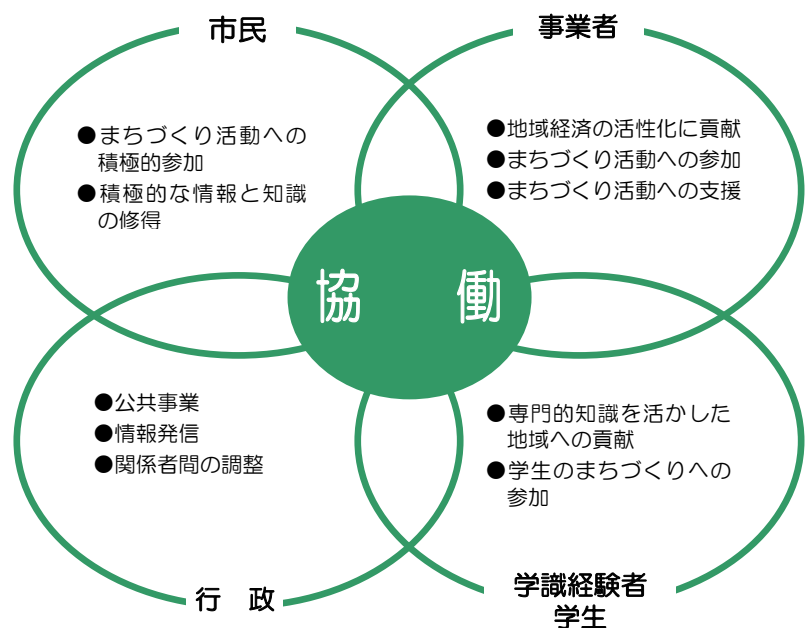 市民
●まちづくり活動への
積極的参加
●積極的な情報と知識
の修得
事業者
●地域経済の活性化に貢献
●まちづくり活動への参加
●まちづくり活動への支援
協　働
●公共事業
●情報発信
●関係者間の調整
行　政
●専門的知識を活かした
地域への貢献
●学生のまちづくりへの
参加
学識経験者
学生